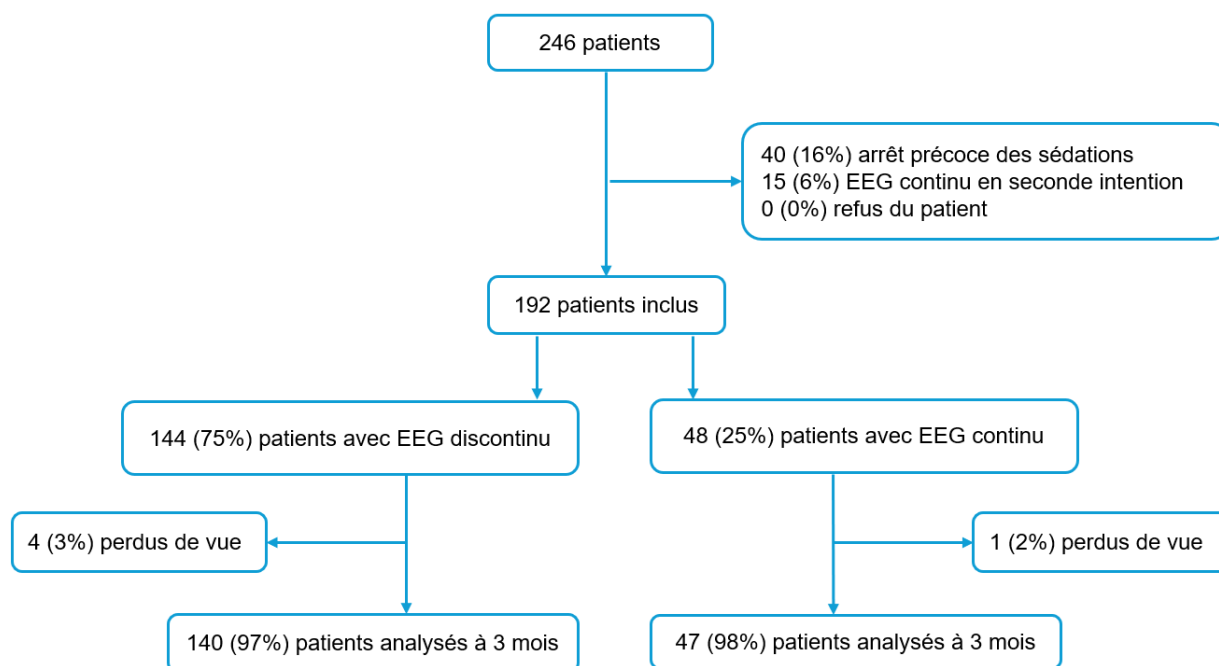 246 patients
40 (16%) arrêt précoce des sédations
15 (6%) EEG continu en seconde intention
0 (0%) refus du patient
192 patients inclus
144 (75%) patients avec EEG discontinu
48 (25%) patients avec EEG continu
4 (3%) perdus de vue
1 (2%) perdus de vue
140 (97%) patients analysés à 3 mois
47 (98%) patients analysés à 3 mois